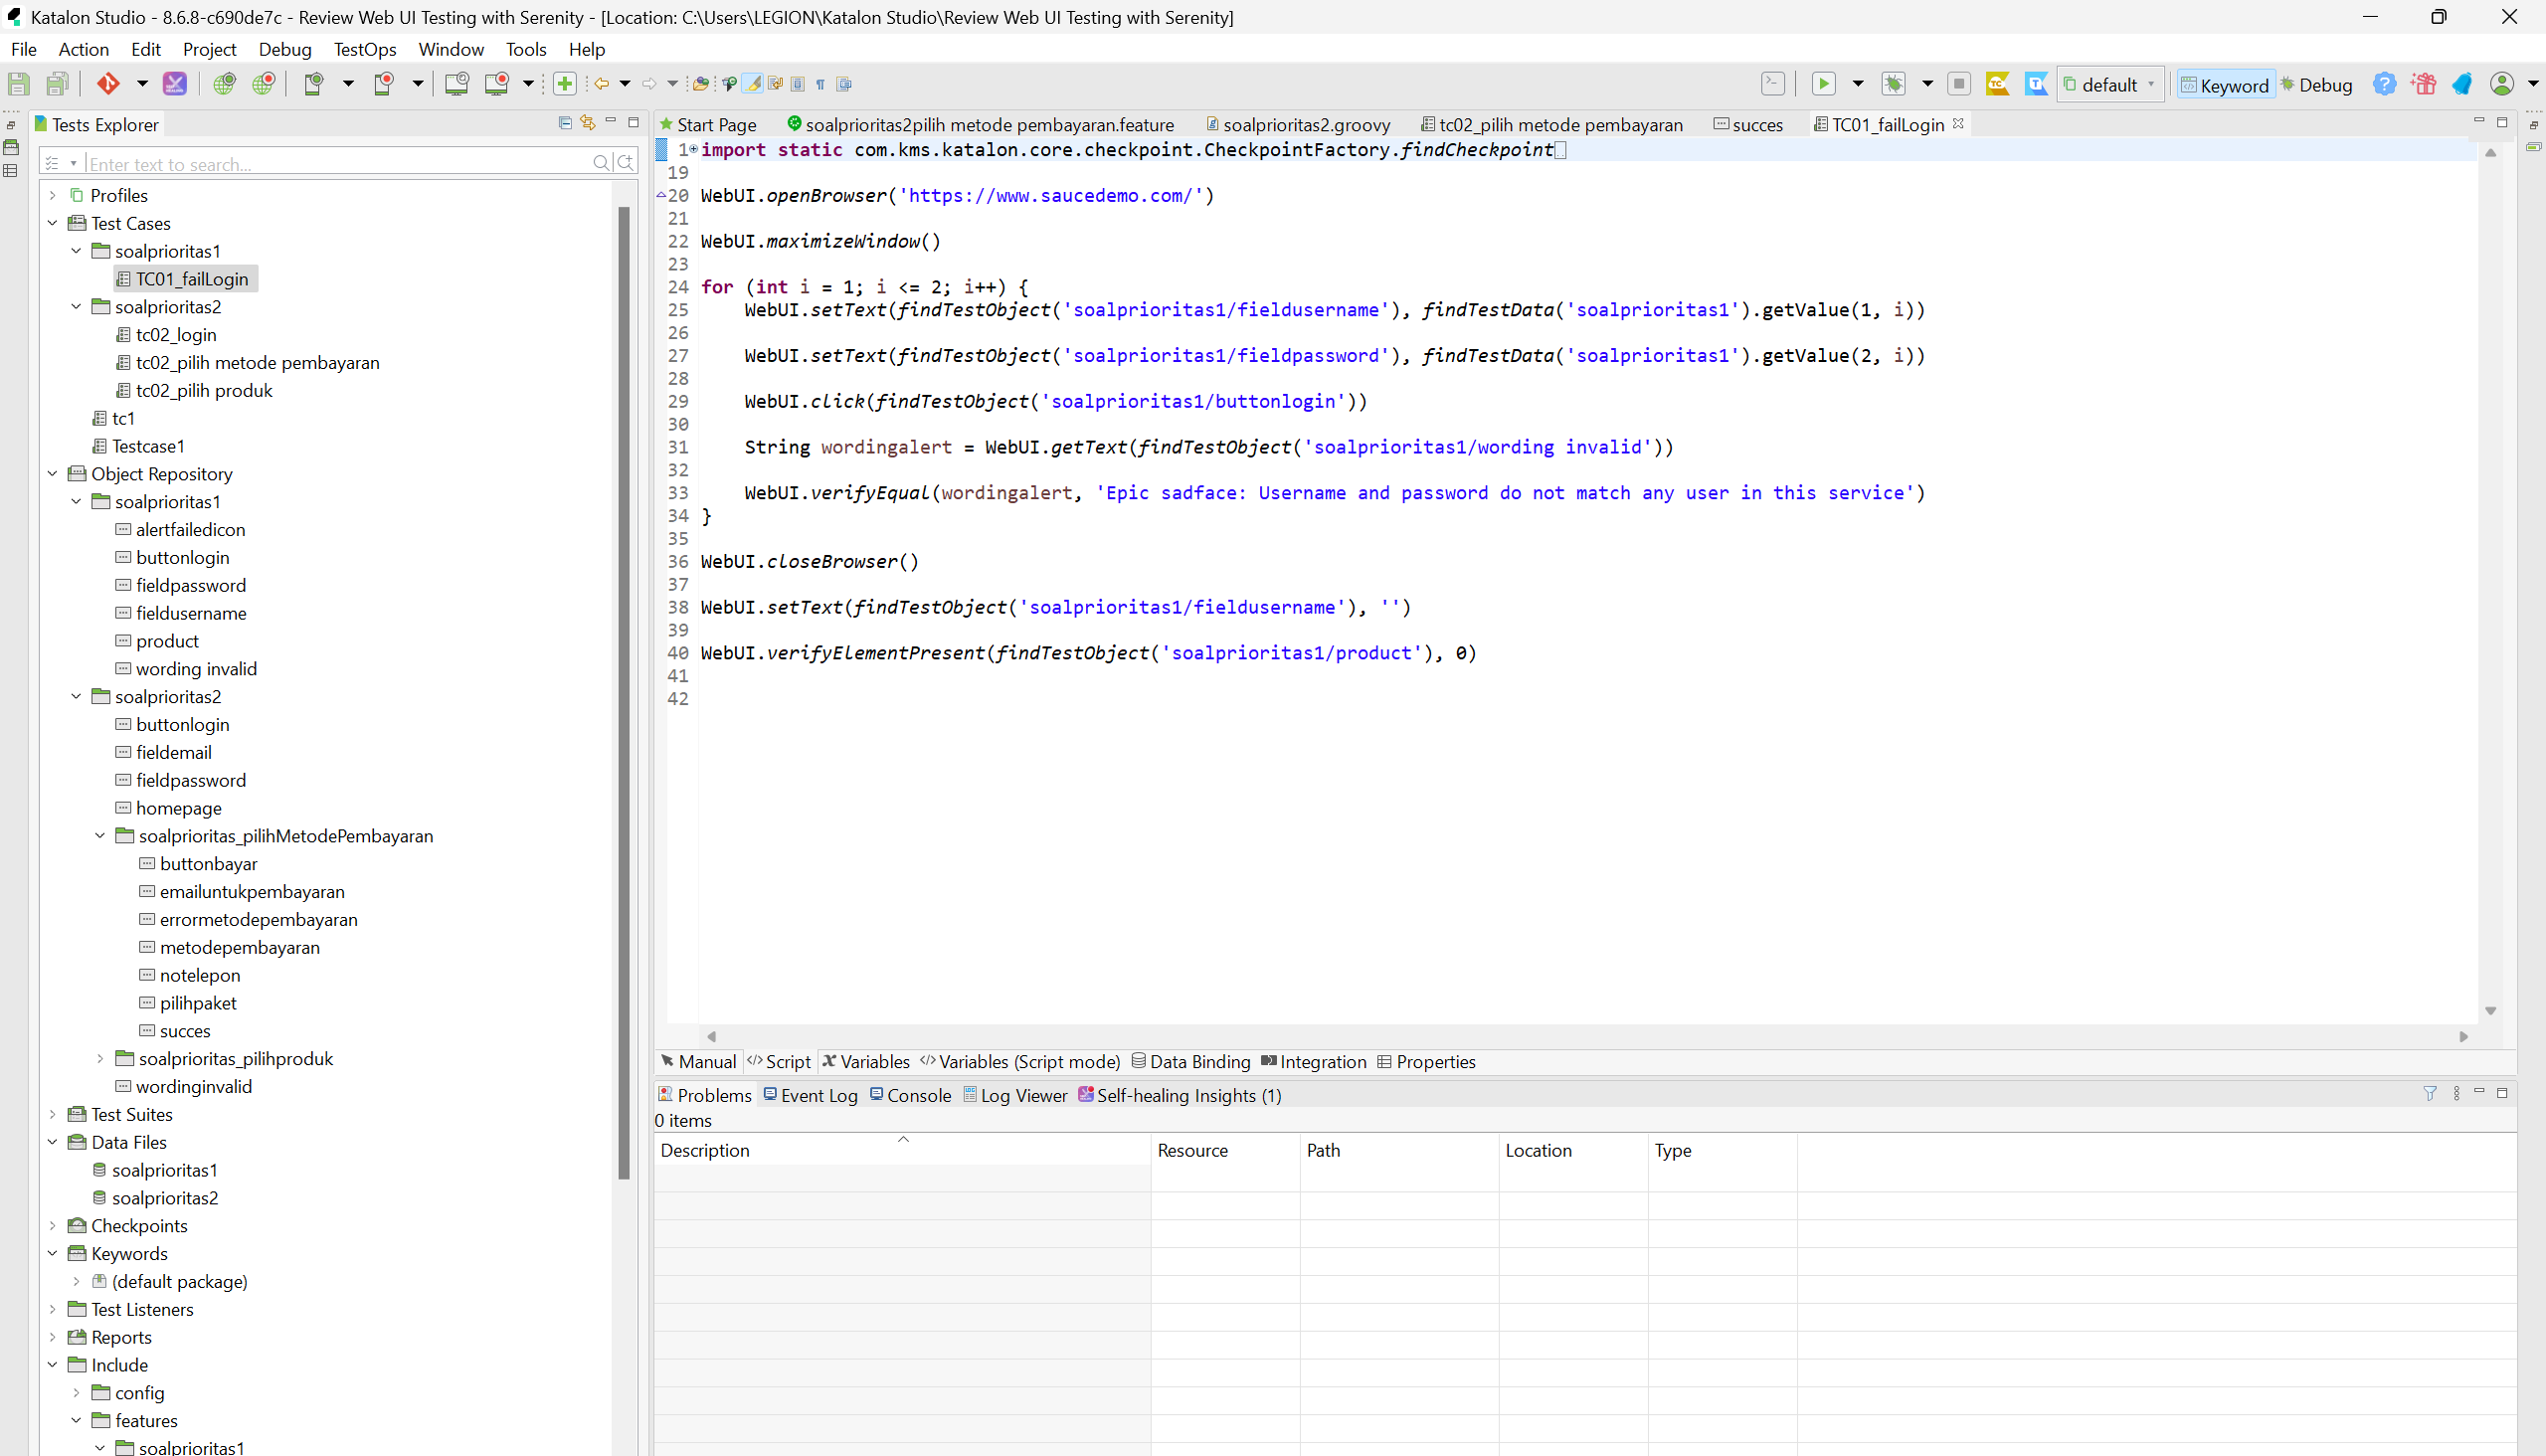 Katalon Studio - 8.6.8-c690de7c - Review Web UI Testing with Serenity - [Location: C:\Users\LEGION\Katalon Studio\Review Web UI Testing with Serenity]
File Action Edit Project Debug TestOps Window Tools Help
default Keyword Debug
Tests Explorer
Enter text to search...
Profiles
Test Cases
soalprioritas1
TC01_failLogin
soalprioritas2
tc02_login
tc02_pilih metode pembayaran
tc02_pilih produk
tc1
Testcase1
Object Repository
soalprioritas1
alertfailedicon
buttonlogin
fieldpassword
fieldusername
product
wording invalid
soalprioritas2
buttonlogin
fieldemail
fieldpassword
homepage
soalprioritas_pilihMetodePembayaran
buttonbayar
emailuntukpembayaran
errormetodepembayaran
metodepembayaran
notelepon
pilihpaket
succes
soalprioritas_pilihproduk
wordinginvalid
Test Suites
Data Files
soalprioritas1
soalprioritas2
Checkpoints
Keywords
(default package)
Test Listeners
Reports
Include
config
features
soalprioritas1
Start Page soalprioritas2pilih metode pembayaran.feature soalprioritas2.groovy tc02_pilih metode pembayaran succes TC01_failLogin
1 import static com.kms.katalon.core.checkpoint.CheckpointFactory.findCheckpoint
19
20 WebUI.openBrowser('https://www.saucedemo.com/')
21
22 WebUI.maximizeWindow()
23
24 for (int i = 1; i <= 2; i++) {
25 WebUI.setText(findTestObject('soalprioritas1/fieldusername'), findTestData('soalprioritas1').getValue(1, i))
26
27 WebUI.setText(findTestObject('soalprioritas1/fieldpassword'), findTestData('soalprioritas1').getValue(2, i))
28
29 WebUI.click(findTestObject('soalprioritas1/buttonlogin'))
30
31 String wordingalert = WebUI.getText(findTestObject('soalprioritas1/wording invalid'))
32
33 WebUI.verifyEqual(wordingalert, 'Epic sadface: Username and password do not match any user in this service')
34 }
35
36 WebUI.closeBrowser()
37
38 WebUI.setText(findTestObject('soalprioritas1/fieldusername'), '')
39
40 WebUI.verifyElementPresent(findTestObject('soalprioritas1/product'), 0)
41
42
Manual Script Variables Variables (Script mode) Data Binding Integration Properties
Problems Event Log Console Log Viewer Self-healing Insights (1)
0 items
Description Resource Path Location Type